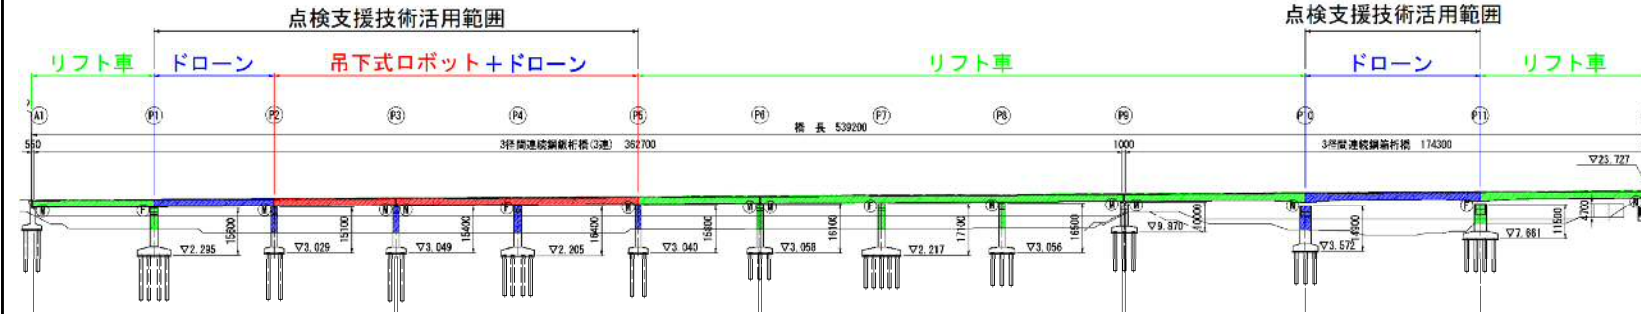 点検支援技術活用範囲 点検支援技術活用範囲
リフト車 ドローン 吊下式ロボット+ドローン リフト車 ドローン リフト車
A1 P1 P2 P3 P4 P5 P6 P7 P8 P9 P10 P11
橋 長 539200
550 3径間連続鋼鈑桁橋(3連) 362700 1000 3径間連続鋼箱桁橋 174300
▽23.727
M F M M M F M M F M M M M F
15600 15100 15400 16400 15800 16100 17100 16500 4000 4900 11500 4700
▽2.295 ▽3.029 ▽3.049 ▽2.205 ▽3.040 ▽3.058 ▽2.217 ▽3.056 ▽9.870 ▽3.572 ▽7.661